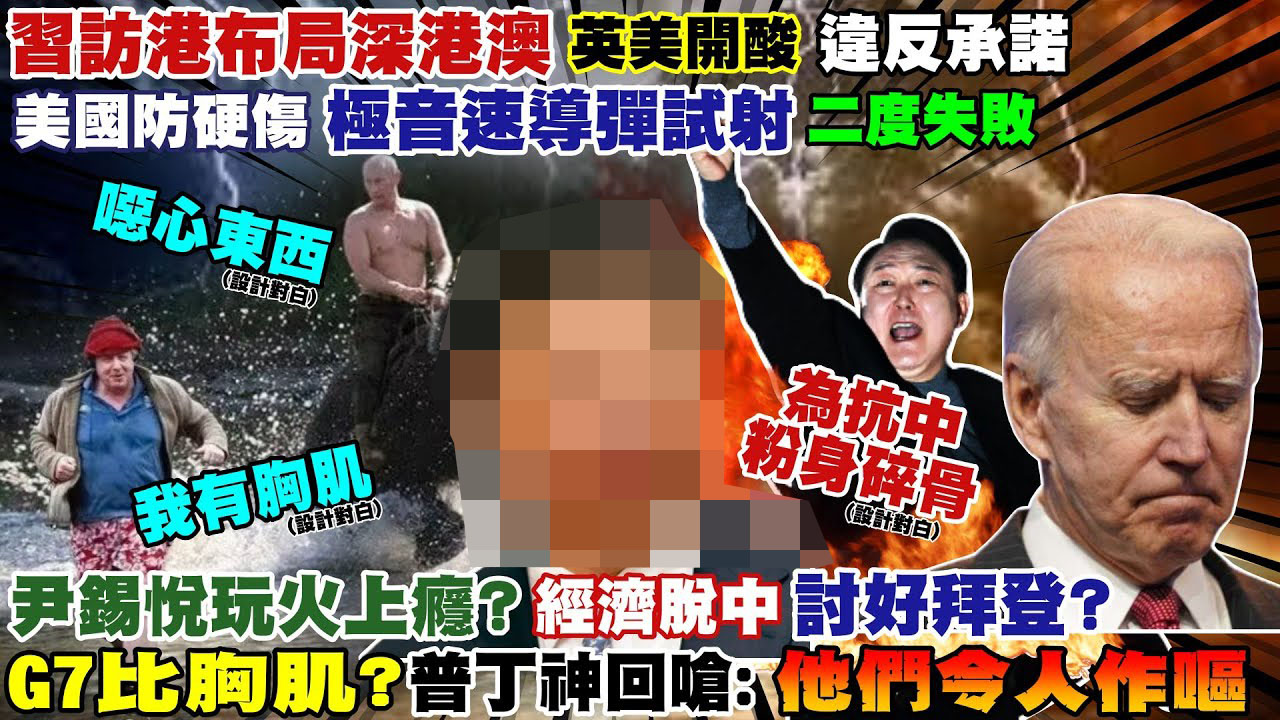 習訪港布局深港澳 英美開酸 違反承諾
美國防硬傷 極音速導彈試射 二度失敗
噁心東西
(設計對白)
我有胸肌
(設計對白)
為抗中
粉身碎骨
(設計對白)
尹錫悅玩火上癮? 經濟脫中 討好拜登?
G7比胸肌?普丁神回嗆:他們令人作嘔